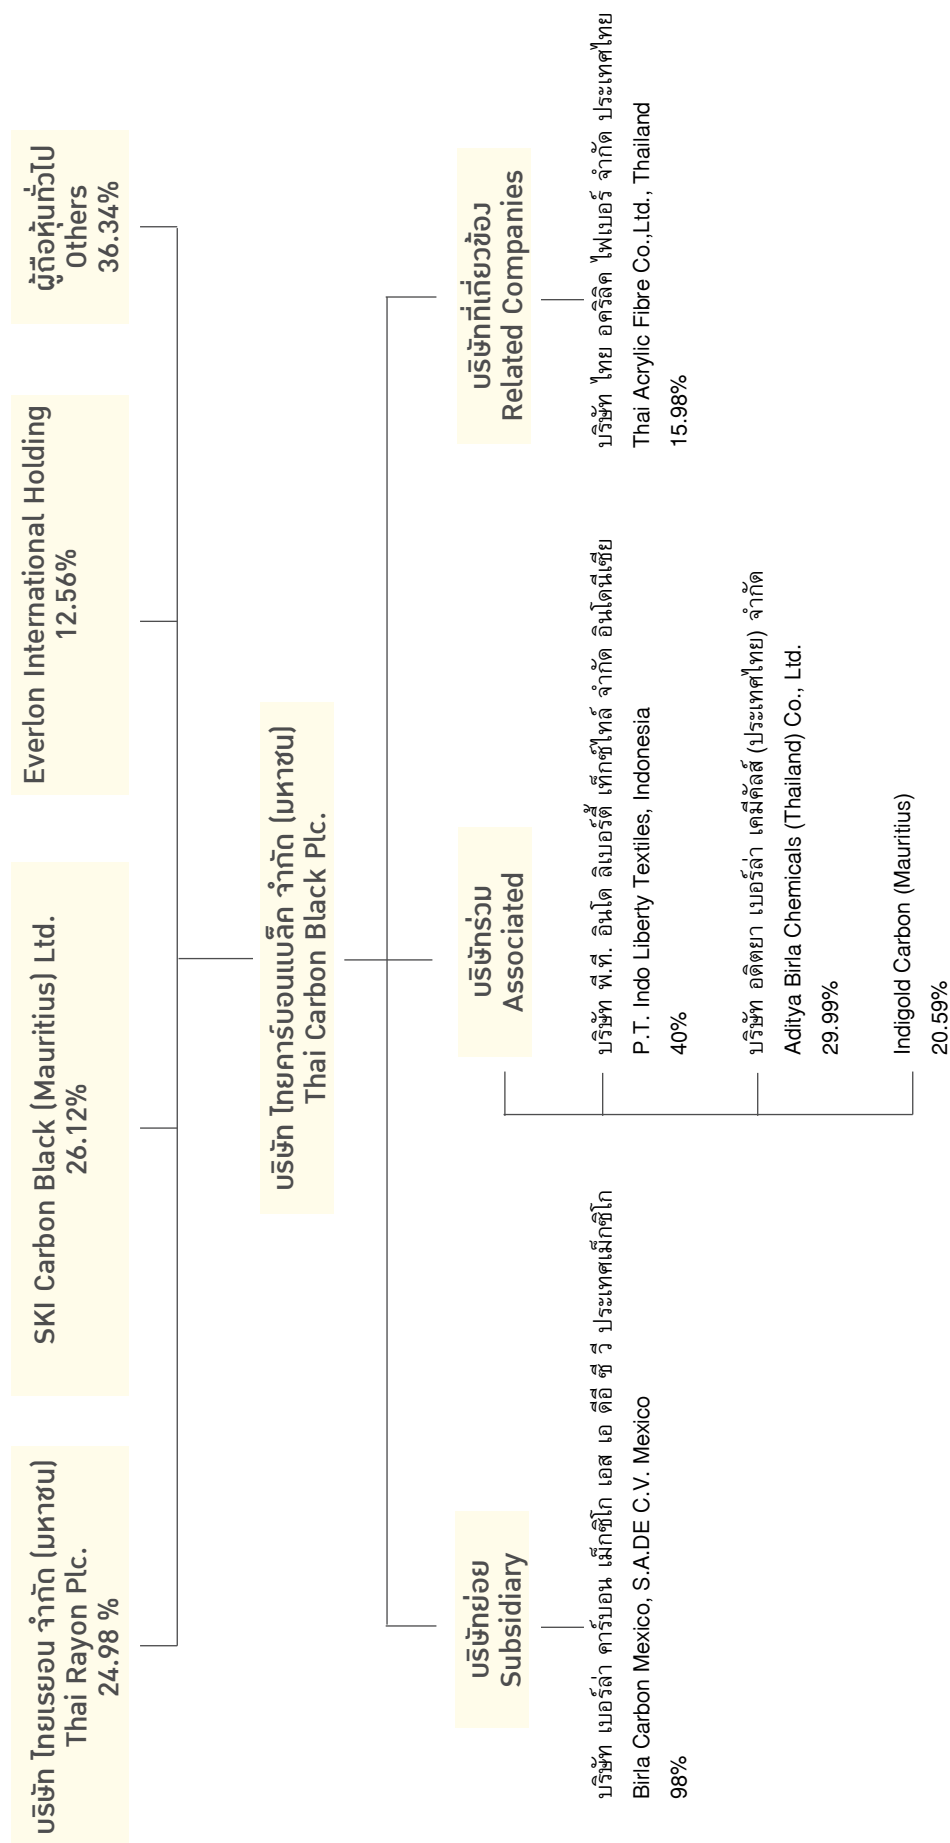 บริษัท ไทยเรยอน จำกัด (มหาชน)
Thai Rayon Plc.
24.98 %
SKI Carbon Black (Mauritius) Ltd.
26.12%
Everlon International Holding
12.56%
ผู้ถือหุ้นทั่วไป
Others
36.34%
บริษัท ไทยคาร์บอนแบล็ค จำกัด (มหาชน)
Thai Carbon Black Plc.
บริษัทย่อย
Subsidiary
บริษัท เบอร์ล่า คาร์บอน เม็กซิโก เอส เอ ดีอี ซี วี ประเทศเม็กซิโก
Birla Carbon Mexico, S.A.DE C.V. Mexico
98%
บริษัทร่วม
Associated
บริษัท พี.ที. อินโด ลิเบอร์ตี้ เท็กซ์ไทล์ จำกัด อินโดนีเซีย
P.T. Indo Liberty Textiles, Indonesia
40%
บริษัท อดิตยา เบอร์ล่า เคมีคัลส์ (ประเทศไทย) จำกัด
Aditya Birla Chemicals (Thailand) Co., Ltd.
29.99%
Indigold Carbon (Mauritius)
20.59%
บริษัทที่เกี่ยวข้อง
Related Companies
บริษัท ไทย อคริลิค ไฟเบอร์ จำกัด ประเทศไทย
Thai Acrylic Fibre Co.,Ltd., Thailand
15.98%